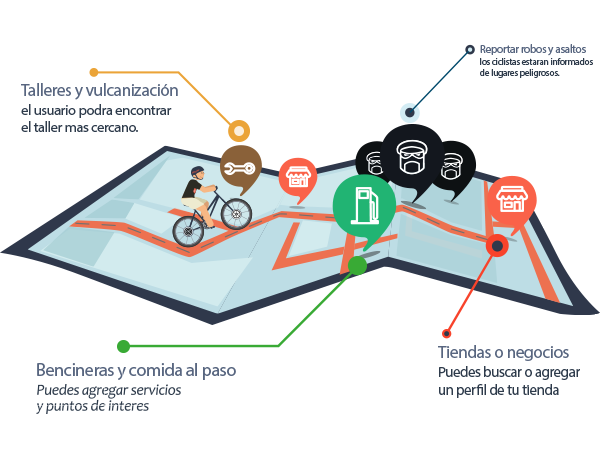 Reportar robos y asaltos
los ciclistas estaran informados
de lugares peligrosos.
Talleres y vulcanización
el usuario podra encontrar
el taller mas cercano.
Bencineras y comida al paso
Puedes agregar servicios
y puntos de interes
Tiendas o negocios
Puedes buscar o agregar
un perfil de tu tienda